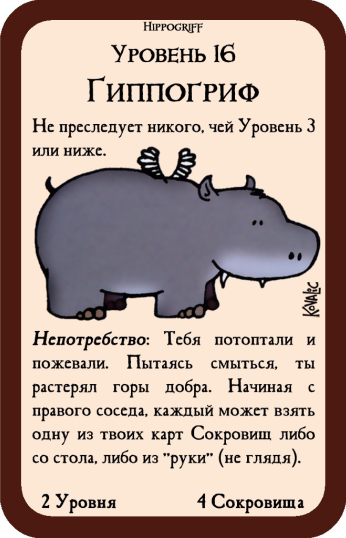 Hippogriff
Уровень 16
Гиппогриф
Не преследует никого, чей Уровень 3
или ниже.
Kovalic
Непотребство: Тебя потоптали и
пожевали. Пытаясь смыться, ты
растерял горы добра. Начиная с
правого соседа, каждый может взять
одну из твоих карт Сокровищ либо
со стола, либо из "руки" (не глядя).
2 Уровня 4 Сокровища